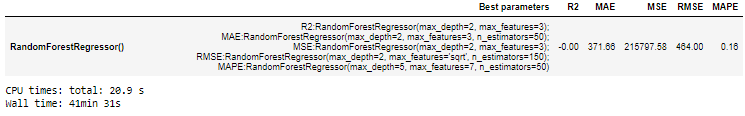 Best parameters R2 MAE MSE RMSE MAPE
R2:RandomForestRegressor(max_depth=2, max_features=3);
MAE:RandomForestRegressor(max_depth=2, max_features=3, n_estimators=50);
RandomForestRegressor() MSE:RandomForestRegressor(max_depth=2, max_features=3); -0.00 371.66 215797.58 464.00 0.16
RMSE:RandomForestRegressor(max_depth=2, max_features='sqrt', n_estimators=150);
MAPE:RandomForestRegressor(max_depth=5, max_features=7, n_estimators=50)
CPU times: total: 20.9 s
Wall time: 41min 31s